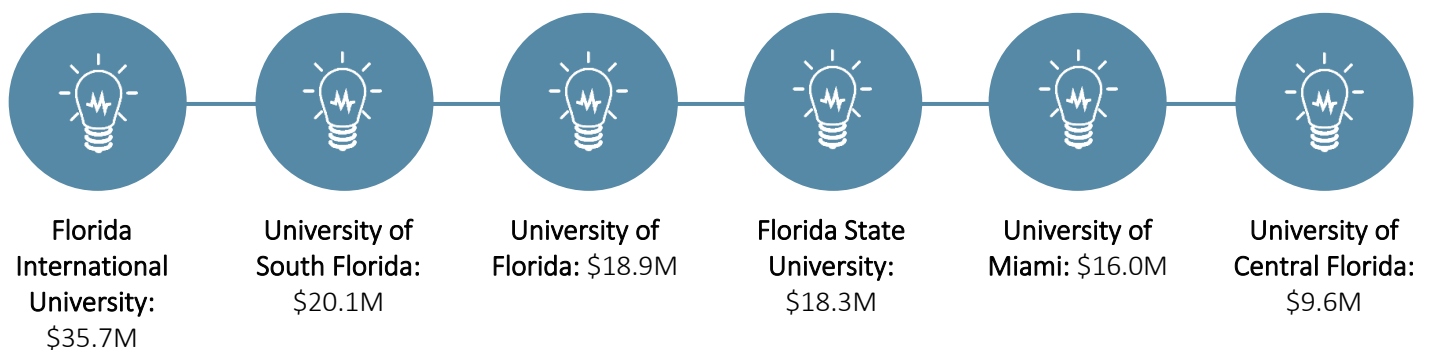 Florida
International
University:
$35.7M
University of
South Florida:
$20.1M
University of
Florida: $18.9M
Florida State
University:
$18.3M
University of
Miami: $16.0M
University of
Central Florida:
$9.6M